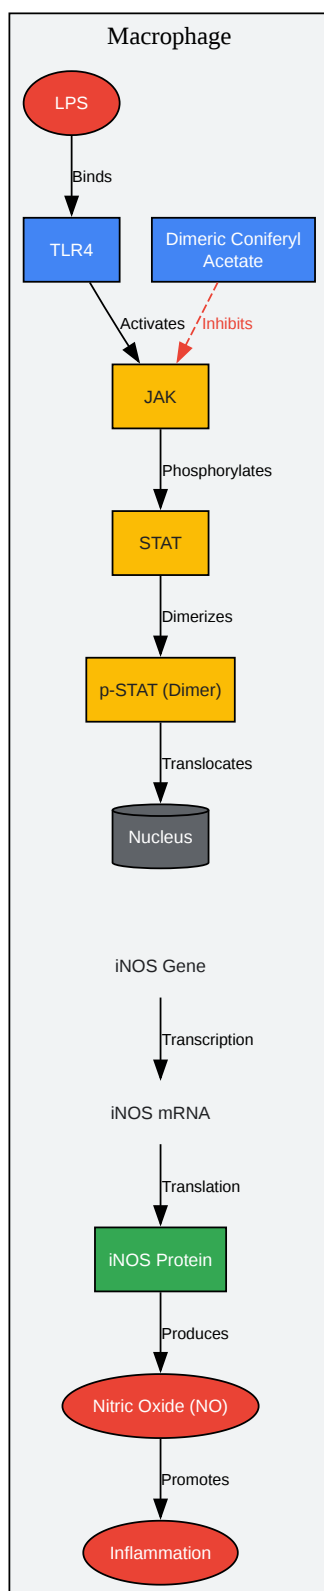 Macrophage
LPS
Binds
TLR4
Dimeric Coniferyl
Acetate
Activates
Inhibits
JAK
Phosphorylates
STAT
Dimerizes
p-STAT (Dimer)
Translocates
Nucleus
iNOS Gene
Transcription
iNOS mRNA
Translation
iNOS Protein
Produces
Nitric Oxide (NO)
Promotes
Inflammation